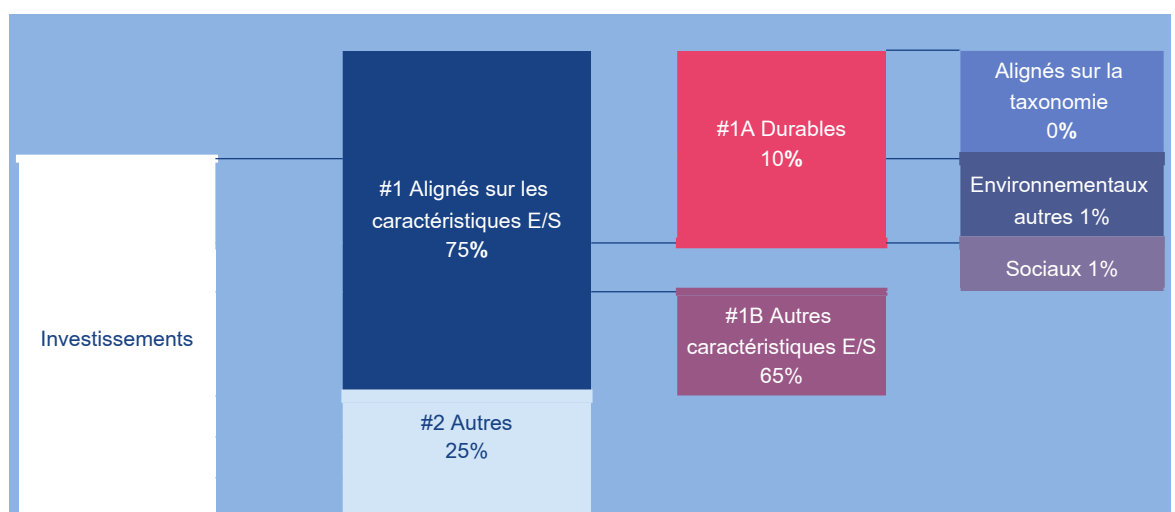 Investissements
#1 Alignés sur les
caractéristiques E/S
75%
#2 Autres
25%
#1A Durables
10%
#1B Autres
caractéristiques E/S
65%
Alignés sur la
taxonomie
0%
Environnementaux
autres 1%
Sociaux 1%